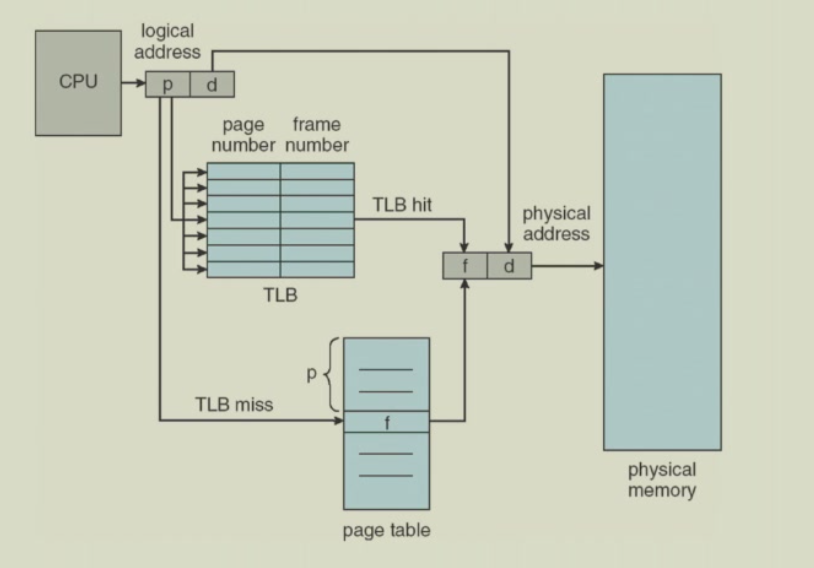 logical
address
CPU
p d
page frame
number number
TLB hit
physical
address
f d
TLB
p
TLB miss
f
physical
memory
page table